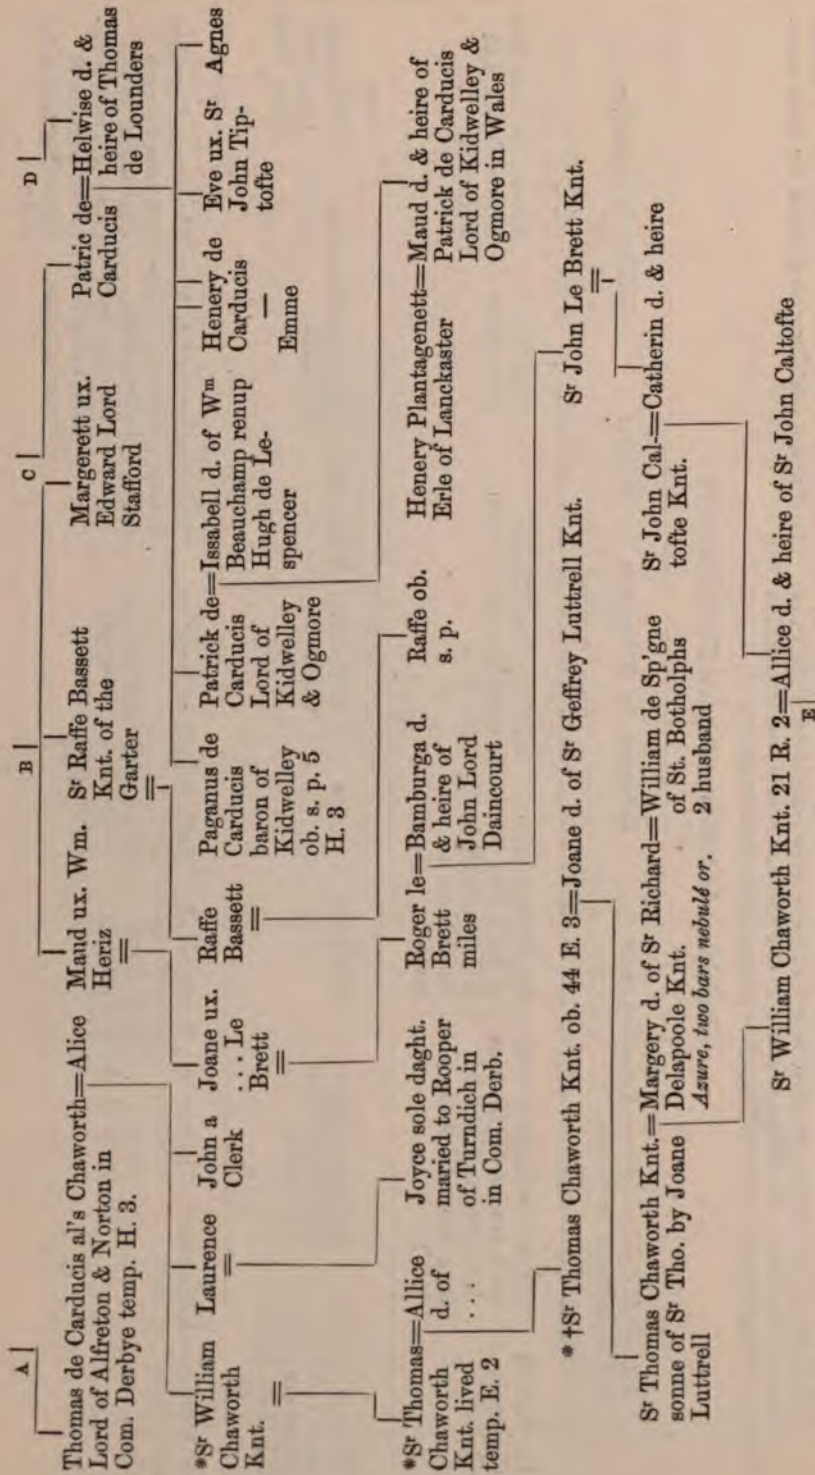 A
B
C
D
Thomas de Carducis al's Chaworth=Alice
Lord of Alfreton & Norton in
Com. Derbye temp. H. 3.
Maud ux. Wm.
Heriz
=
Sr Raffe Bassett
Knt. of the
Garter
=
Margerett ux.
Edward Lord
Stafford
Patric de=Helwise d. &
Carducis
heire of Thomas
de Lounders
*Sr William
Chaworth
Knt.
=
Laurence
=
John a
Clerk
Joane ux.
... Le
Brett
=
Raffe
Bassett
=
Paganus de
Carducis
baron of
Kidwelley
ob. s. p. 5
H. 3
Patrick de=Issabell d. of Wm
Carducis
Lord of
Kidwelley
& Ogmore
Beauchamp renup
Hugh de Le-
spencer
Henery de
Carducis
—
Emme
Eve ux. Sr
John Tip-
tofte
Agnes
*Sr Thomas=Allice
Chaworth
Knt. lived
temp. E. 2
d. of
...
Joyce sole daght.
maried to Rooper
of Turndich in
in Com. Derb.
Roger le=Bamburga d.
Brett
miles
& heire of
John Lord
Daincourt
Raffe ob.
s. p.
Henery Plantagenett=Maud d. & heire of
Erle of Lanckaster
Patrick de Carducis
Lord of Kidwelley &
Ogmore in Wales
*†Sr Thomas Chaworth Knt. ob. 44 E. 3=Joane d. of Sr Geffrey Luttrell Knt.
Sr John Le Brett Knt.
=
Sr Thomas Chaworth Knt.=Margery d. of Sr Richard=William de Sp'gne
sonne of Sr Tho. by Joane
Luttrell
Delapoole Knt.
Azure, two bars nebulé or.
of St. Botholphs
2 husband
Sr John Cal-=Catherin d. & heire
tofte Knt.
Sr William Chaworth Knt. 21 R. 2=Allice d. & heire of Sr John Caltofte
E